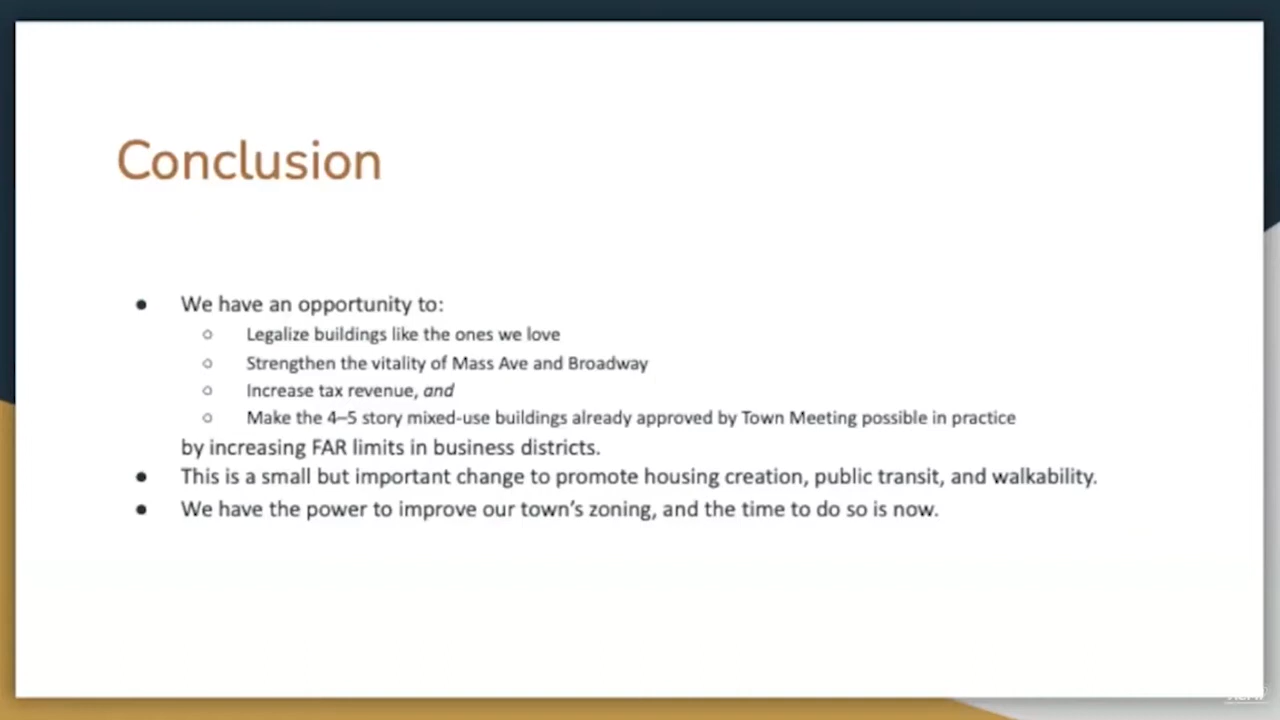 Conclusion
● We have an opportunity to:
○ Legalize buildings like the ones we love
○ Strengthen the vitality of Mass Ave and Broadway
○ Increase tax revenue, and
○ Make the 4–5 story mixed-use buildings already approved by Town Meeting possible in practice
by increasing FAR limits in business districts.
● This is a small but important change to promote housing creation, public transit, and walkability.
● We have the power to improve our town’s zoning, and the time to do so is now.